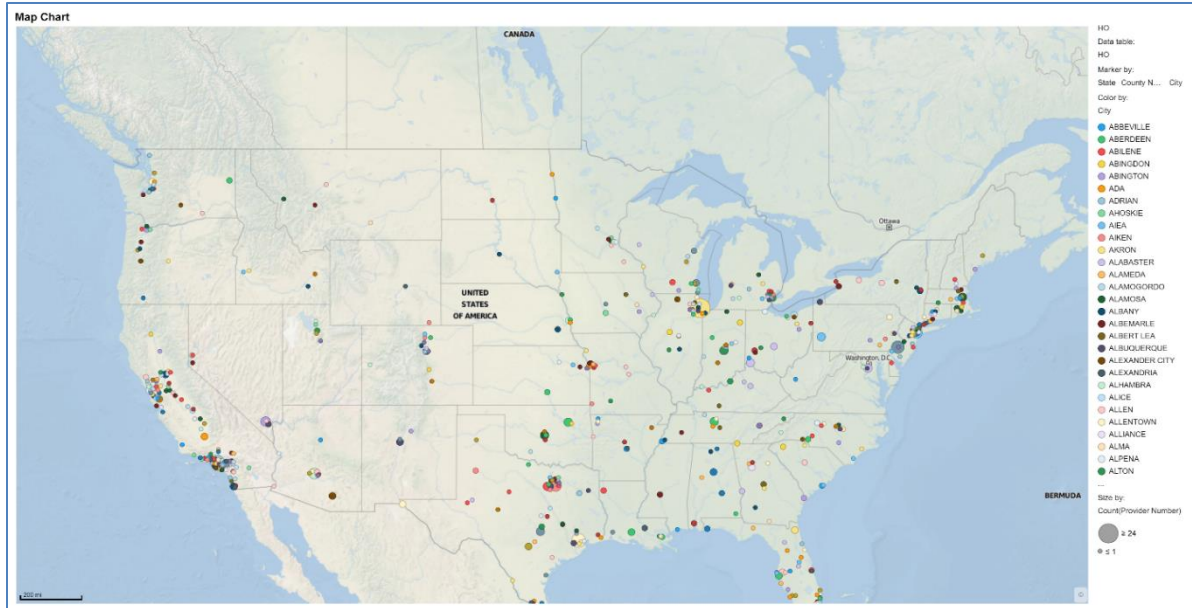 Map Chart
CANADA
Ottawa
UNITED
STATES
OF AMERICA
Washington, D.C.
BERMUDA
200 mi
HO
Data table:
HO
Marker by:
State County N... City
Color by:
City
ABBEVILLE
ABERDEEN
ABILENE
ABINGDON
ABINGTON
ADA
ADRIAN
AHOSKIE
AIEA
AIKEN
AKRON
ALABASTER
ALAMEDA
ALAMOGORDO
ALAMOSA
ALBANY
ALBEMARLE
ALBERT LEA
ALBUQUERQUE
ALEXANDER CITY
ALEXANDRIA
ALHAMBRA
ALICE
ALLEN
ALLENTOWN
ALLIANCE
ALMA
ALPENA
ALTON
...
Size by:
Count(Provider Number)
≥ 24
≤ 1